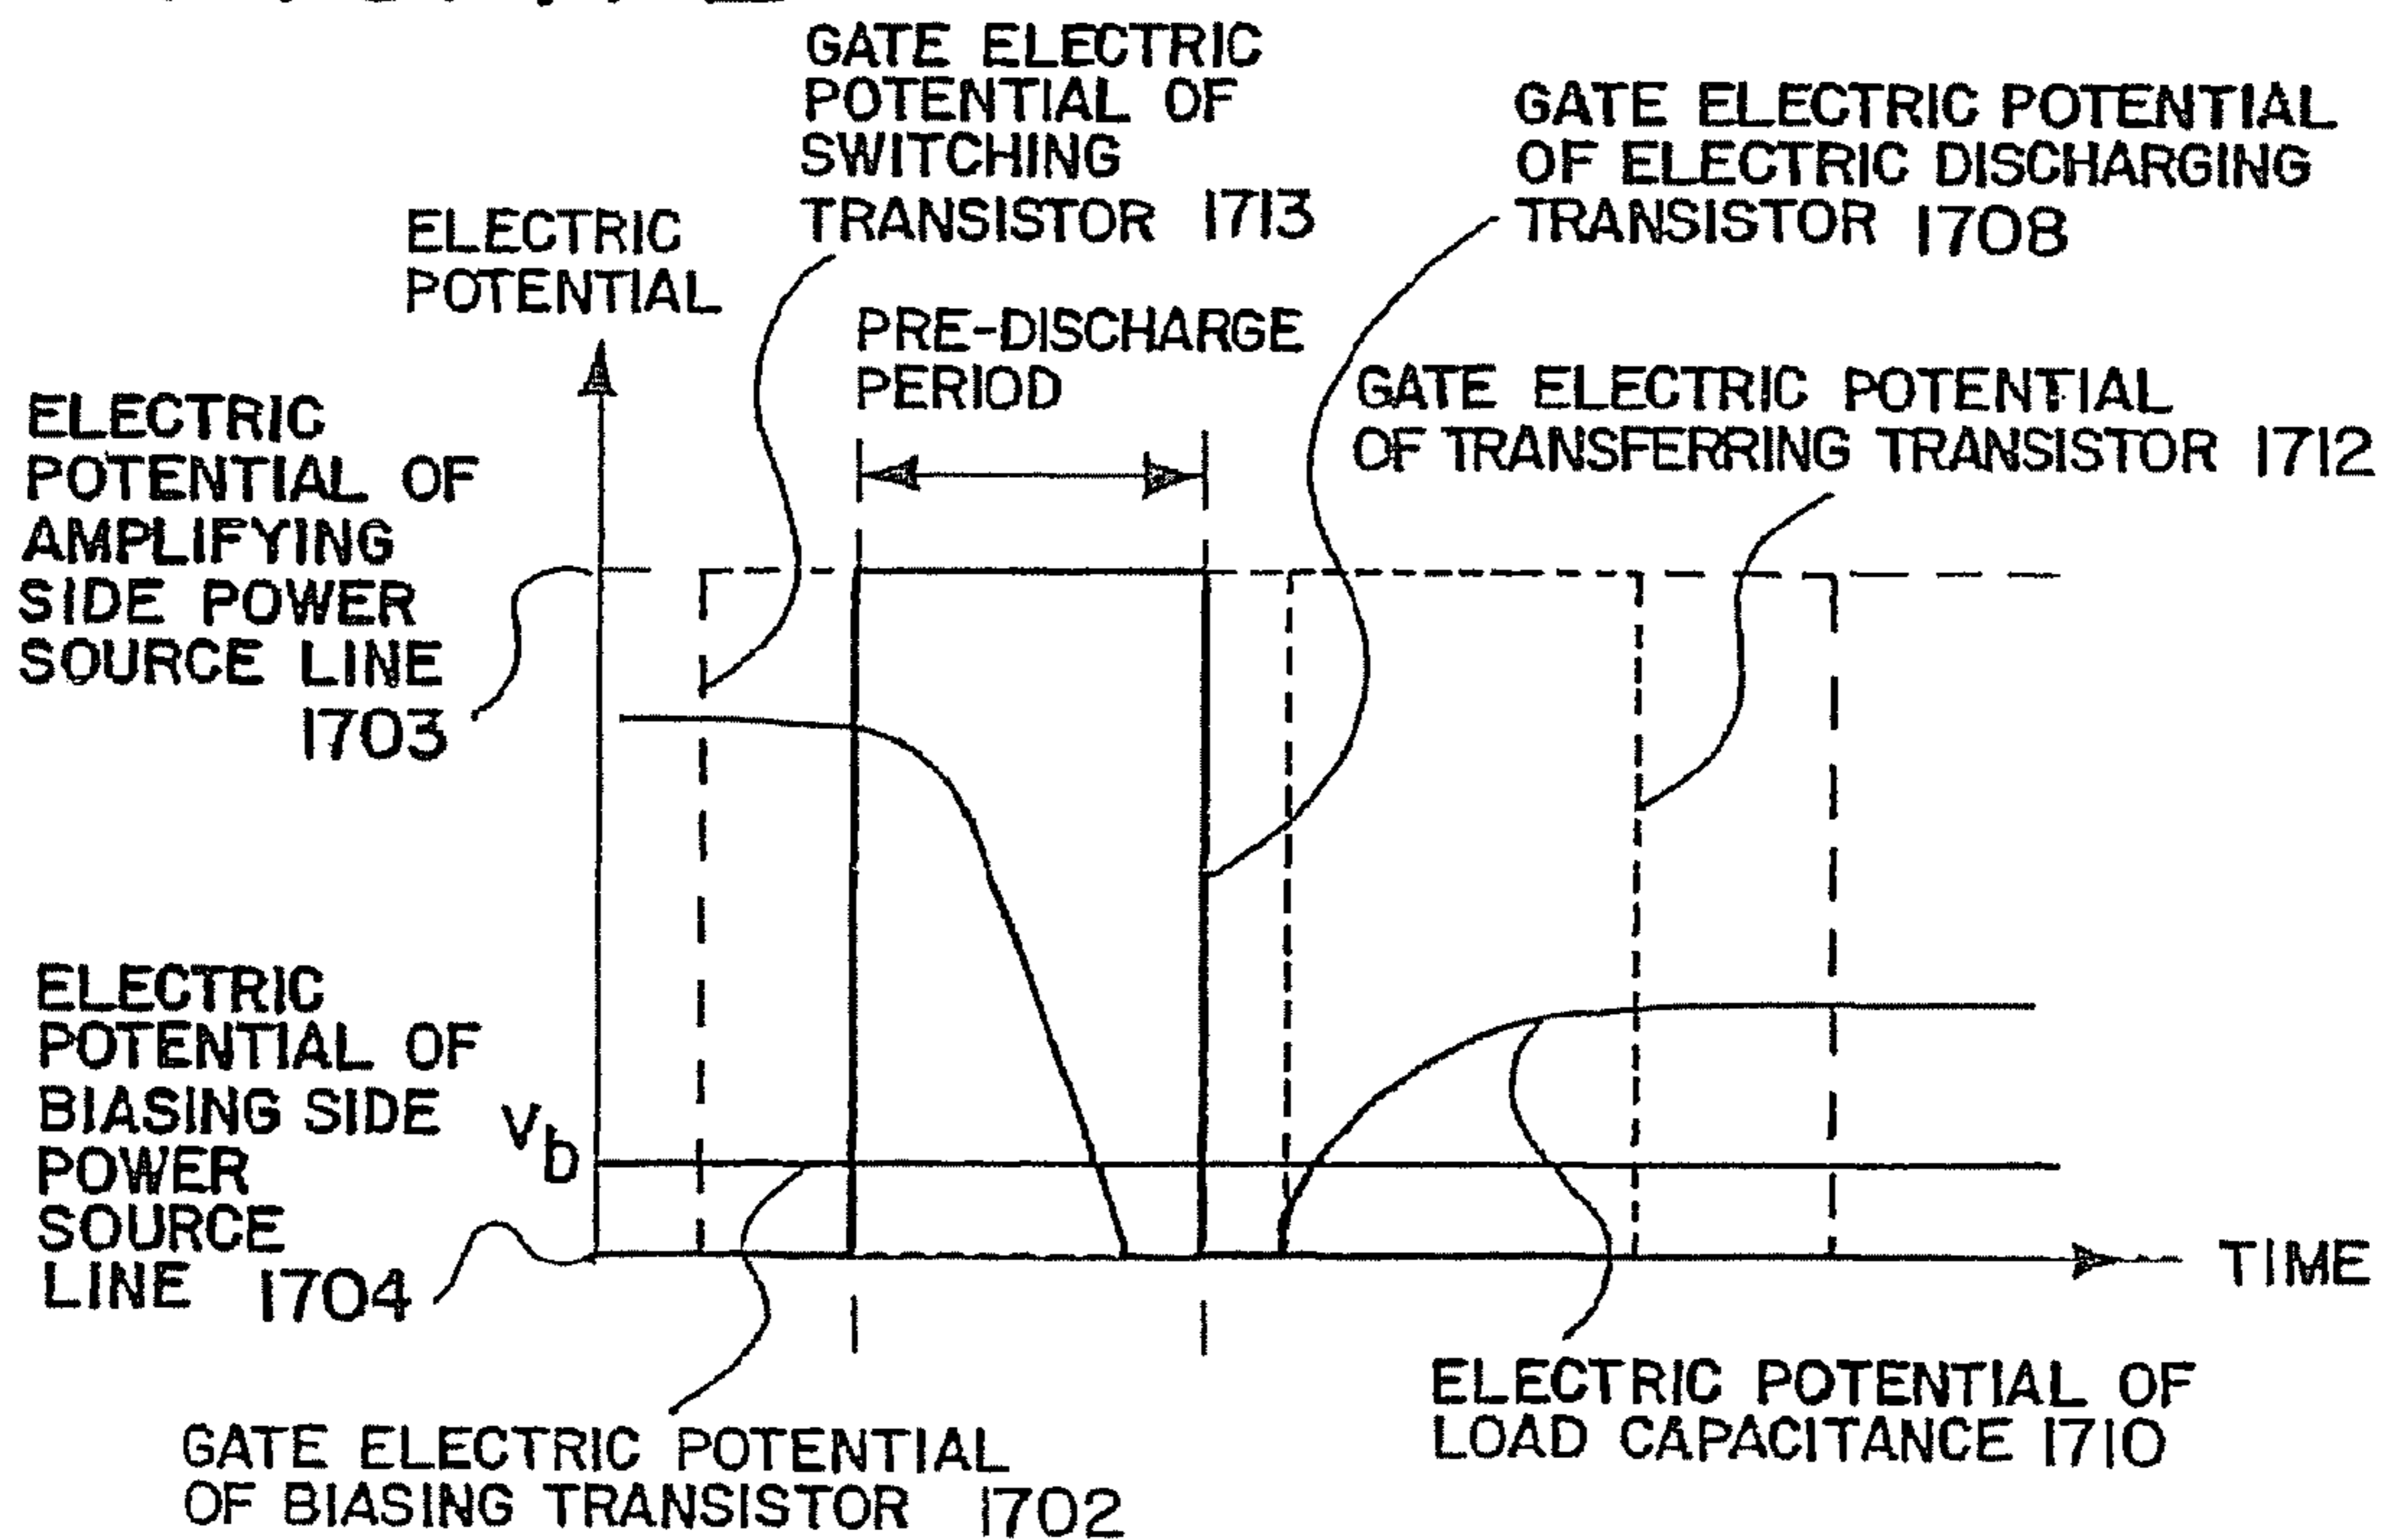 GATE ELECTRIC
POTENTIAL OF
SWITCHING
TRANSISTOR 1713
GATE ELECTRIC POTENTIAL
OF ELECTRIC DISCHARGING
TRANSISTOR 1708
ELECTRIC
POTENTIAL
PRE-DISCHARGE
PERIOD
GATE ELECTRIC POTENTIAL
OF TRANSFERRING TRANSISTOR 1712
ELECTRIC
POTENTIAL OF
AMPLIFYING
SIDE POWER
SOURCE LINE
1703
ELECTRIC
POTENTIAL OF
BIASING SIDE
POWER
SOURCE
LINE 1704
Vb
TIME
GATE ELECTRIC POTENTIAL
OF BIASING TRANSISTOR 1702
ELECTRIC POTENTIAL OF
LOAD CAPACITANCE 1710